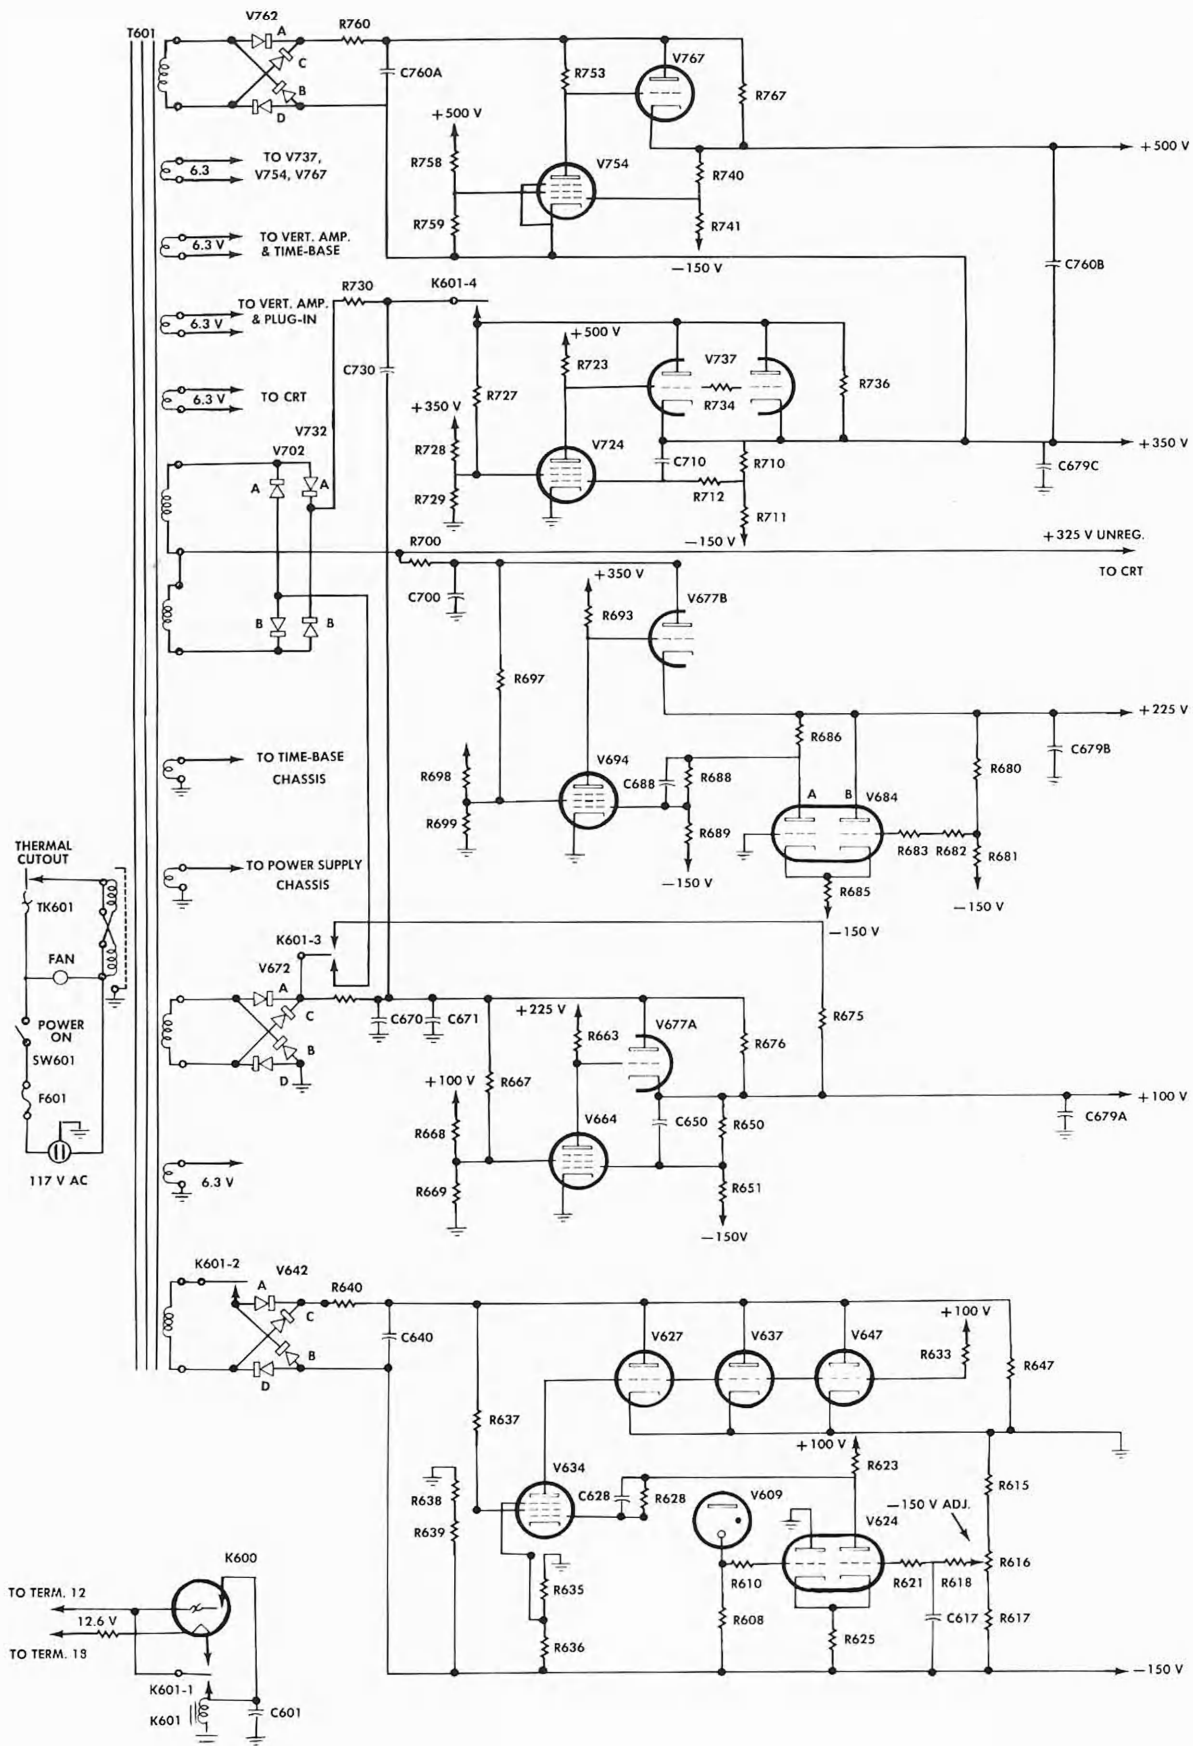 V762
A
R760
T601
C
C760A
B
D
R753
V767
R767
+500 V
R758
V754
R740
+500 V
TO V737,
6.3
V754, V767
R759
R741
—150 V
TO VERT. AMP.
6.3 V
& TIME-BASE
C760B
R730
K601-4
TO VERT. AMP.
6.3 V
& PLUG-IN
+500 V
C730
R723
V737
R727
R734
R736
TO CRT
6.3 V
+350 V
V732
V702
R728
V724
+350 V
C710
R710
A
A
R729
R712
C679C
R711
—150 V
R700
+325 V UNREG.
TO CRT
C700
+350 V
V677B
R693
B
B
R697
+225 V
R686
C679B
TO TIME-BASE
CHASSIS
R698
V694
C688
R688
R680
A
B
V684
R699
R689
R683
R682
R681
—150 V
R685
—150 V
—150 V
THERMAL
CUTOUT
TK601
FAN
POWER
ON
SW601
F601
117 V AC
TO POWER SUPPLY
CHASSIS
K601-3
V672
A
C
C670
C671
B
D
+225 V
R663
V677A
R676
R675
+100 V
R667
+100 V
C650
R650
C679A
R668
V664
R669
R651
—150V
6.3 V
K601-2
V642
A
R640
C
C640
B
D
V627
V637
V647
+100 V
R633
R647
R637
+100 V
R623
V634
C628
R628
V609
R615
—150 V ADJ.
R638
R639
V624
R616
R610
R621
R618
R635
R608
C617
R617
R636
R625
—150 V
K600
TO TERM. 12
12.6 V
TO TERM. 13
K601-1
K601
C601